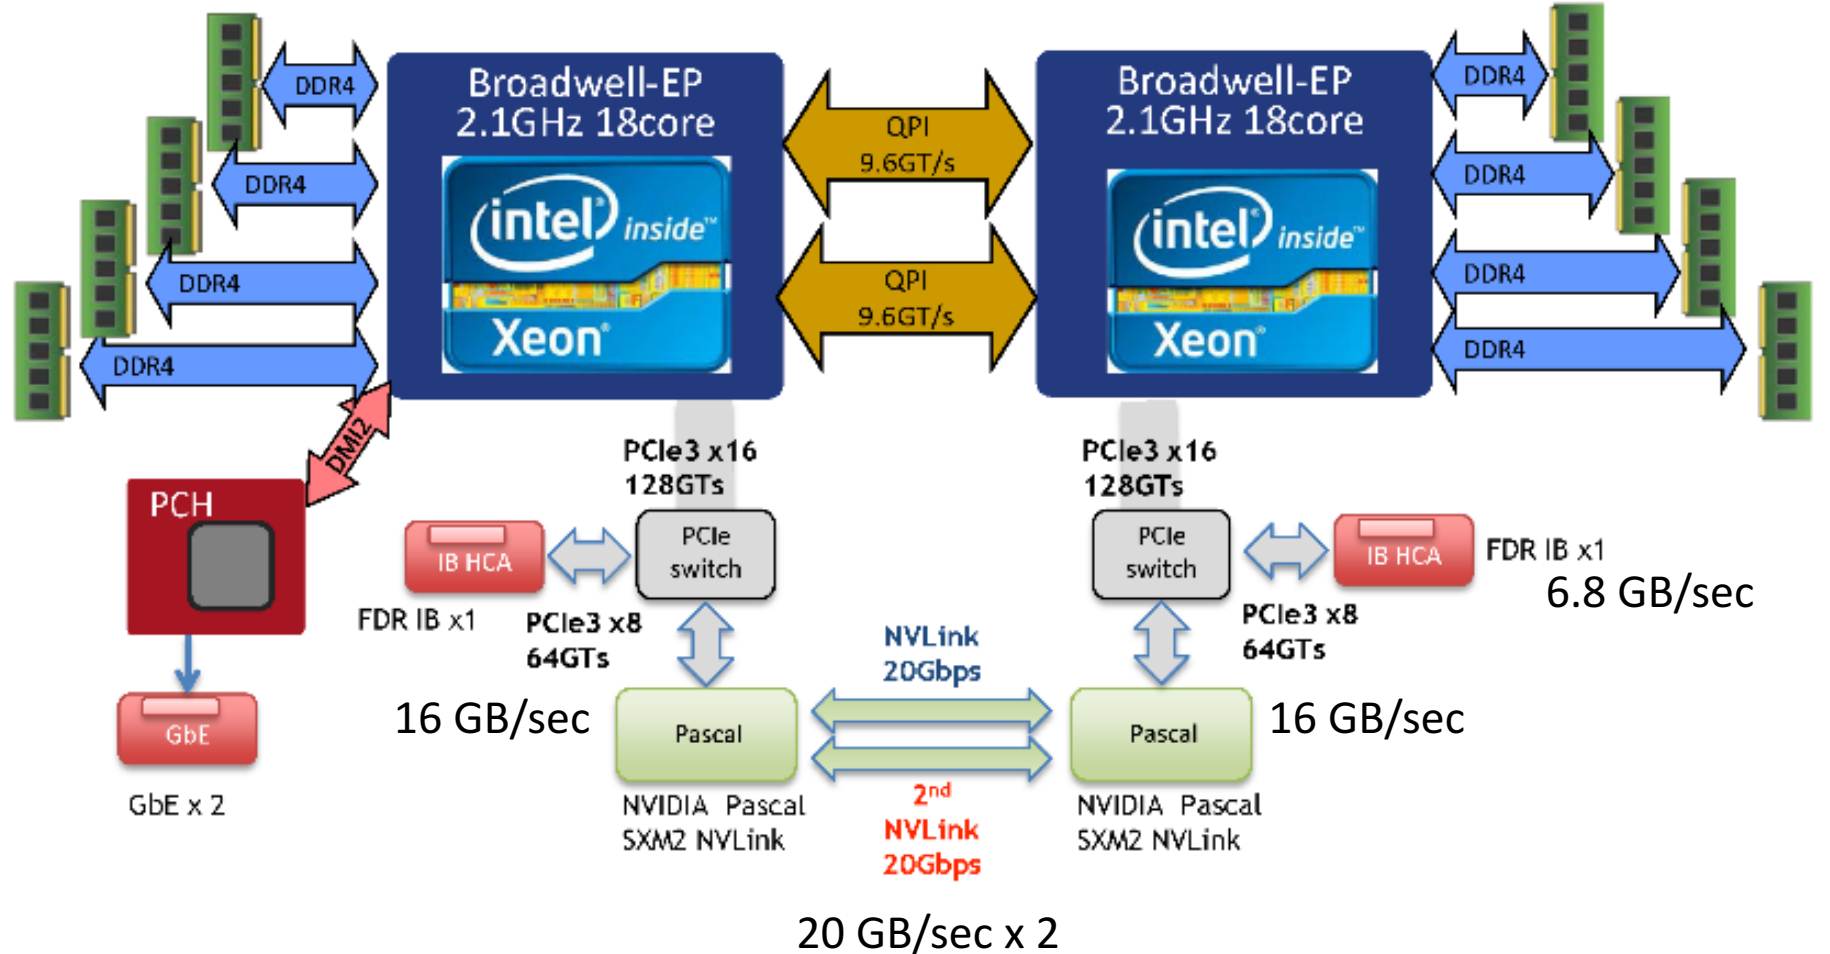 DDR4
DDR4
DDR4
DDR4
Broadwell-EP
2.1GHz 18core
intel® inside™
Xeon®
QPI
9.6GT/s
QPI
9.6GT/s
Broadwell-EP
2.1GHz 18core
intel® inside™
Xeon®
DDR4
DDR4
DDR4
DDR4
DMI2
PCH
GbE
GbE x 2
PCIe3 x16
128GTs
PCIe
switch
IB HCA
FDR IB x1
PCIe3 x8
64GTs
16 GB/sec
Pascal
NVIDIA Pascal
SXM2 NVLink
NVLink
20Gbps
2nd
NVLink
20Gbps
20 GB/sec x 2
PCIe3 x16
128GTs
PCIe
switch
IB HCA
FDR IB x1
6.8 GB/sec
PCIe3 x8
64GTs
16 GB/sec
Pascal
NVIDIA Pascal
SXM2 NVLink